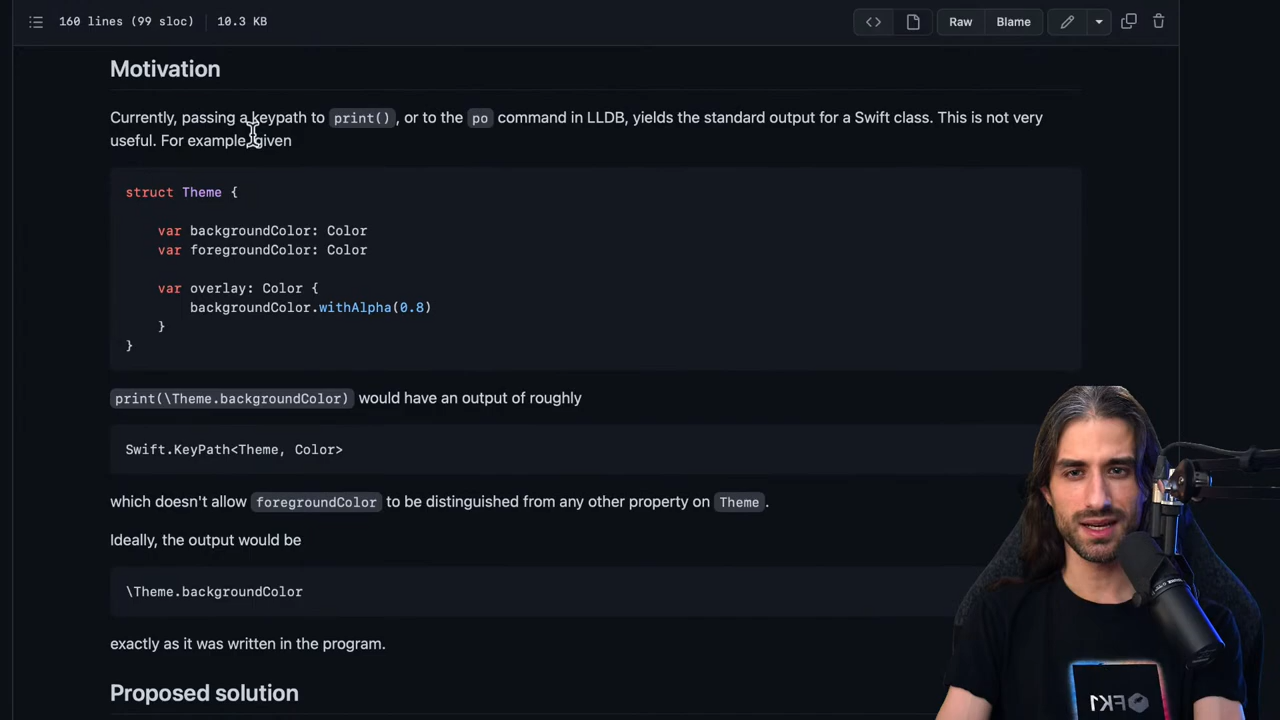 160 lines (99 sloc) 10.3 KB Raw Blame
Motivation
Currently, passing a keypath to print(), or to the po command in LLDB, yields the standard output for a Swift class. This is not very
useful. For example, given
struct Theme {
var backgroundColor: Color
var foregroundColor: Color
var overlay: Color {
backgroundColor.withAlpha(0.8)
}
}
print(\Theme.backgroundColor) would have an output of roughly
Swift.KeyPath<Theme, Color>
which doesn't allow foregroundColor to be distinguished from any other property on Theme.
Ideally, the output would be
\Theme.backgroundColor
exactly as it was written in the program.
Proposed solution